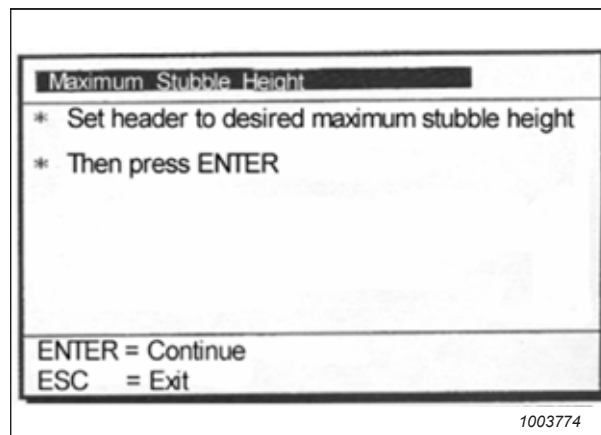 Maximum Stubble Height
* Set header to desired maximum stubble height
* Then press ENTER
ENTER = Continue
ESC = Exit
1003774